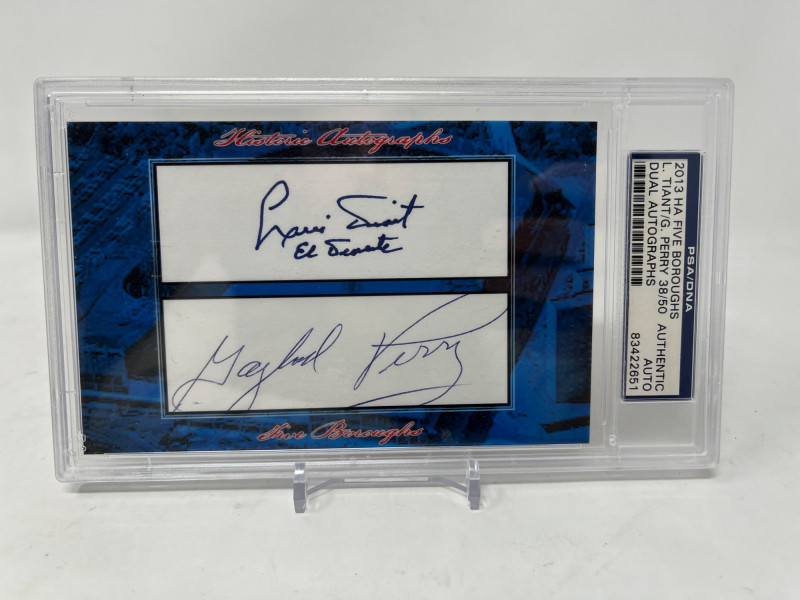 Historic Autographs
Luis Tiant
El Tiante
Gaylord Perry
Five Boroughs
PSA/DNA
2013 HA FIVE BOROUGHS
L. TIANT/G. PERRY 38/50 AUTHENTIC
DUAL AUTOGRAPHS AUTO
83422651